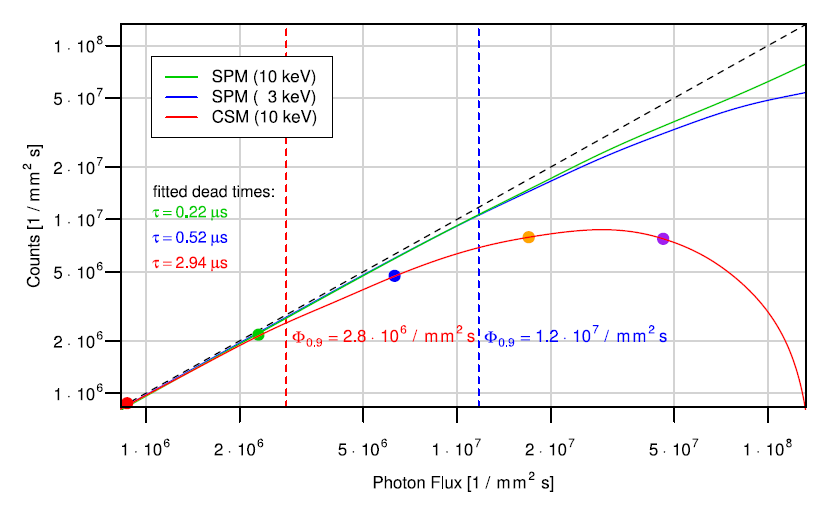 1 · 10⁸
5 · 10⁷
2 · 10⁷
1 · 10⁷
5 · 10⁶
2 · 10⁶
1 · 10⁶
Counts [1 / mm² s]
SPM (10 keV)
SPM ( 3 keV)
CSM (10 keV)
fitted dead times:
τ = 0.22 μs
τ = 0.52 μs
τ = 2.94 μs
Φ₀.₉ = 2.8 · 10⁶ / mm² s
Φ₀.₉ = 1.2 · 10⁷ / mm² s
1 · 10⁶ 2 · 10⁶ 5 · 10⁶ 1 · 10⁷ 2 · 10⁷ 5 · 10⁷ 1 · 10⁸
Photon Flux [1 / mm² s]